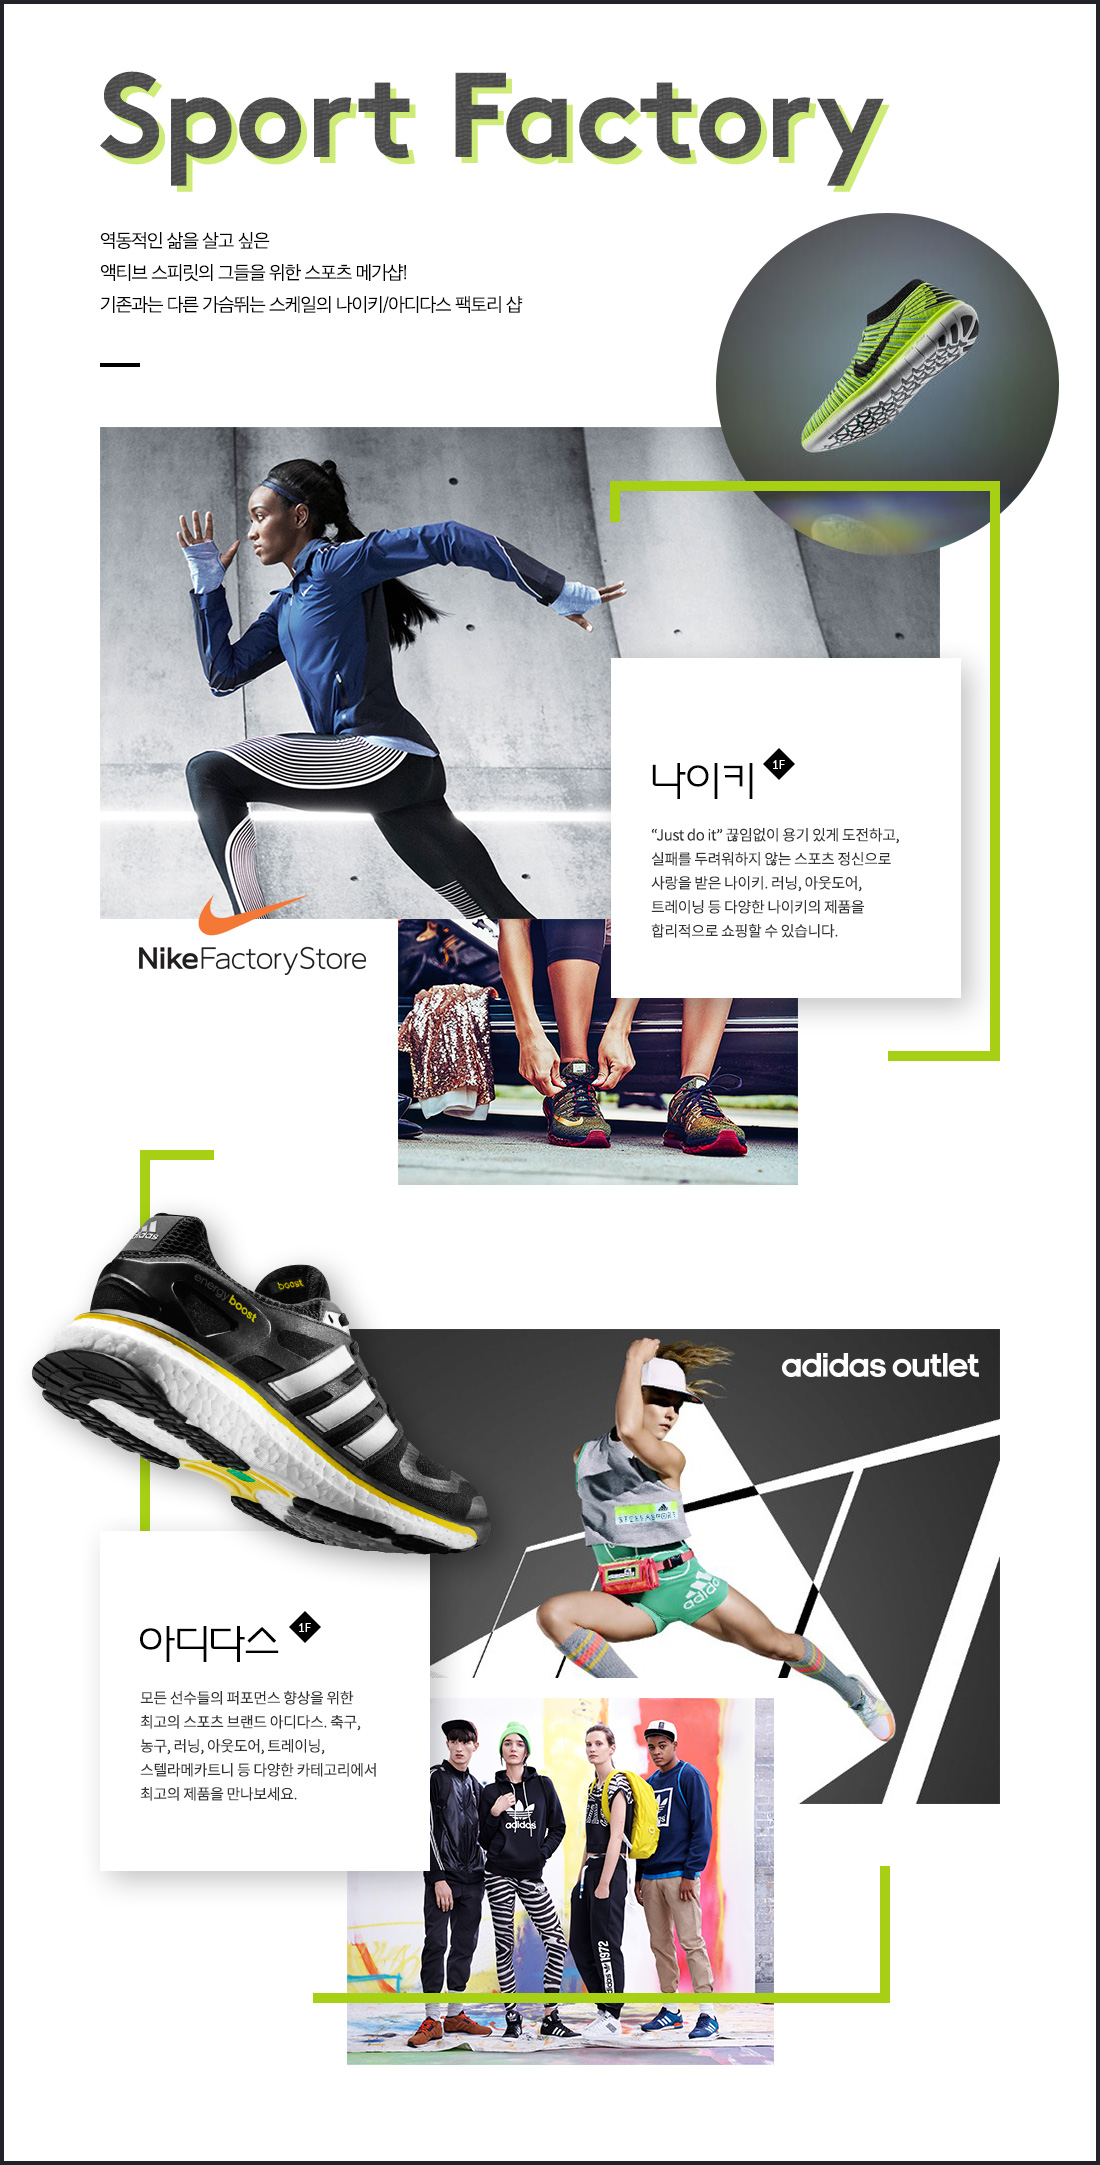 Sport Factory
역동적인 삶을 살고 싶은
액티브 스피릿의 그들을 위한 스포츠 메가샵!
기존과는 다른 가슴뛰는 스케일의 나이키/아디다스 팩토리 샵
나이키 1F
“Just do it” 끊임없이 용기 있게 도전하고,
실패를 두려워하지 않는 스포츠 정신으로
사랑을 받은 나이키. 러닝, 아웃도어,
트레이닝 등 다양한 나이키의 제품을
합리적으로 쇼핑할 수 있습니다.
NikeFactoryStore
adidas
energy boost
boost
adidas outlet
STELLASPORT
adidas
아디다스 1F
모든 선수들의 퍼포먼스 향상을 위한
최고의 스포츠 브랜드 아디다스. 축구,
농구, 러닝, 아웃도어, 트레이닝,
스텔라메카트니 등 다양한 카테고리에서
최고의 제품을 만나보세요.
adidas
adidas 1972